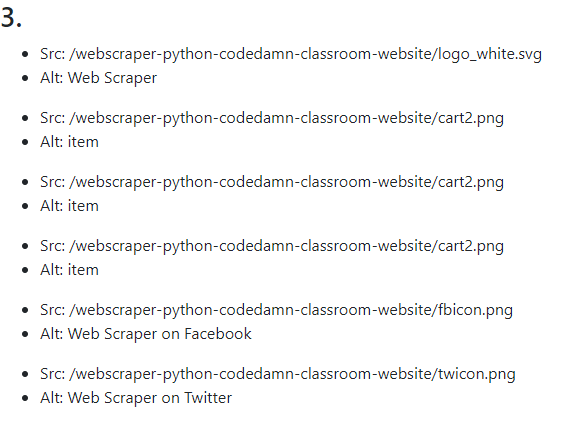 3.
Src: /webscraper-python-codedamn-classroom-website/logo_white.svg
Alt: Web Scraper
Src: /webscraper-python-codedamn-classroom-website/cart2.png
Alt: item
Src: /webscraper-python-codedamn-classroom-website/cart2.png
Alt: item
Src: /webscraper-python-codedamn-classroom-website/cart2.png
Alt: item
Src: /webscraper-python-codedamn-classroom-website/fbicon.png
Alt: Web Scraper on Facebook
Src: /webscraper-python-codedamn-classroom-website/twicon.png
Alt: Web Scraper on Twitter